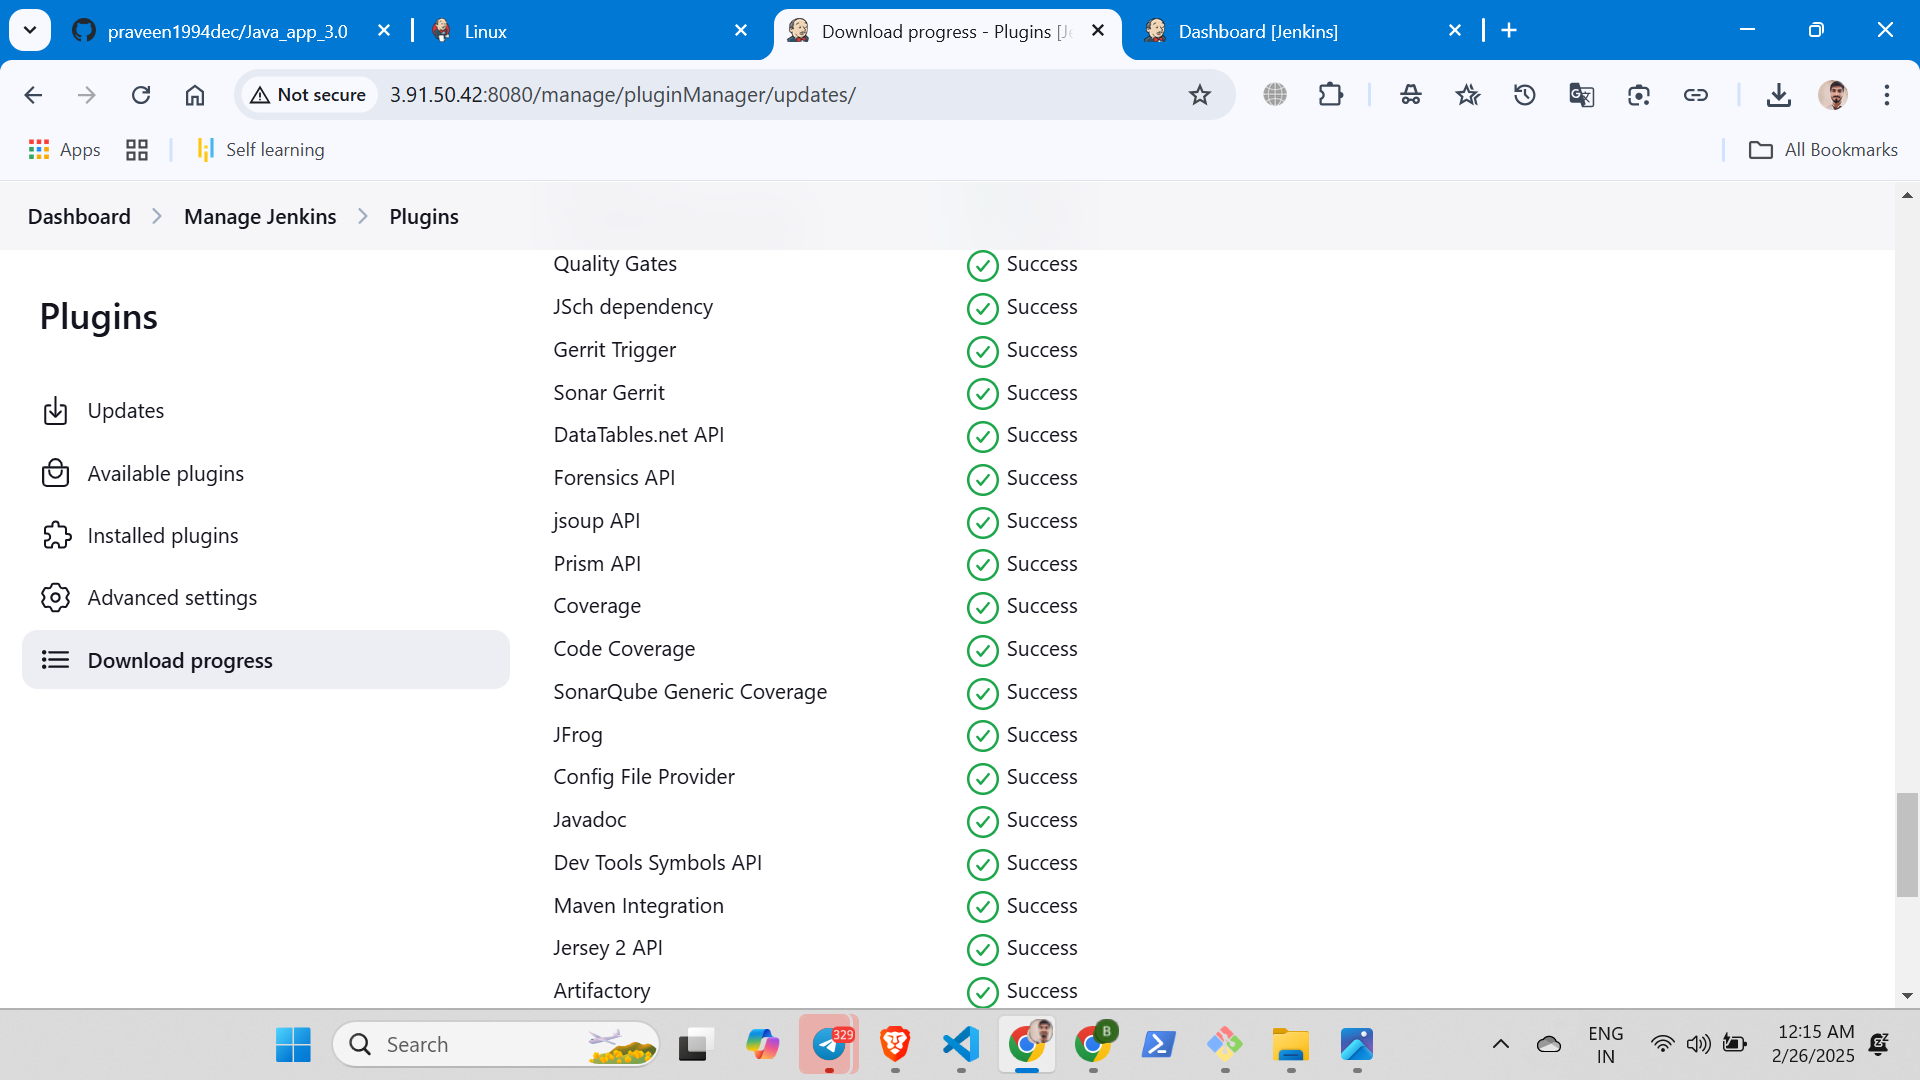 praveen1994dec/Java_app_3.0
Linux
Download progress - Plugins [Je
Dashboard [Jenkins]
Not secure
3.91.50.42:8080/manage/pluginManager/updates/
Apps
Self learning
All Bookmarks
Dashboard
Manage Jenkins
Plugins
Plugins
Updates
Available plugins
Installed plugins
Advanced settings
Download progress
Quality Gates Success
JSch dependency Success
Gerrit Trigger Success
Sonar Gerrit Success
DataTables.net API Success
Forensics API Success
jsoup API Success
Prism API Success
Coverage Success
Code Coverage Success
SonarQube Generic Coverage Success
JFrog Success
Config File Provider Success
Javadoc Success
Dev Tools Symbols API Success
Maven Integration Success
Jersey 2 API Success
Artifactory Success
Search
329
B
ENG
IN
12:15 AM
2/26/2025